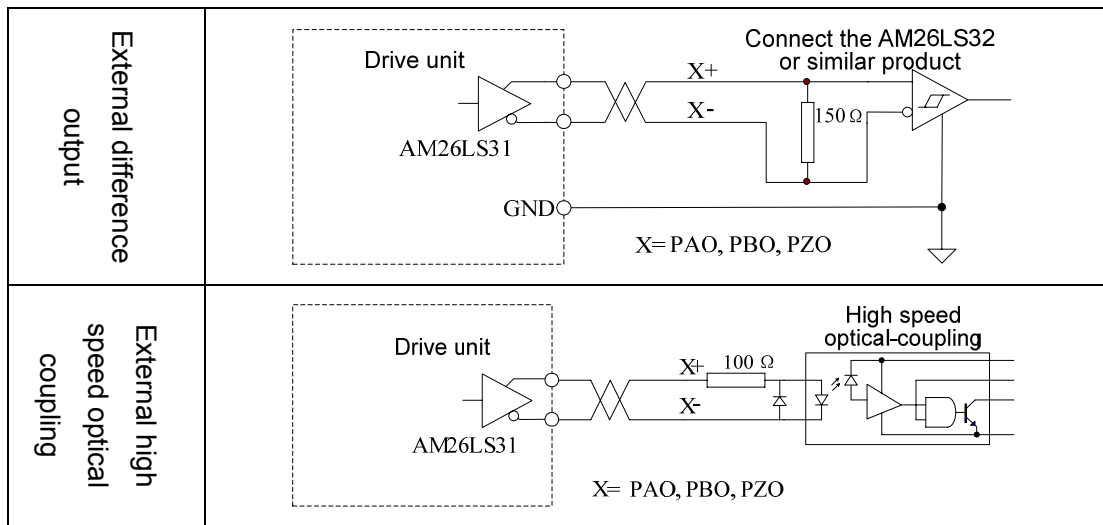 External difference
output
Drive unit
AM26LS31
X+
X-
Connect the AM26LS32
or similar product
150 Ω
GND
X= PAO, PBO, PZO
External high
speed optical
coupling
Drive unit
AM26LS31
X+
X-
100 Ω
High speed
optical-coupling
X= PAO, PBO, PZO